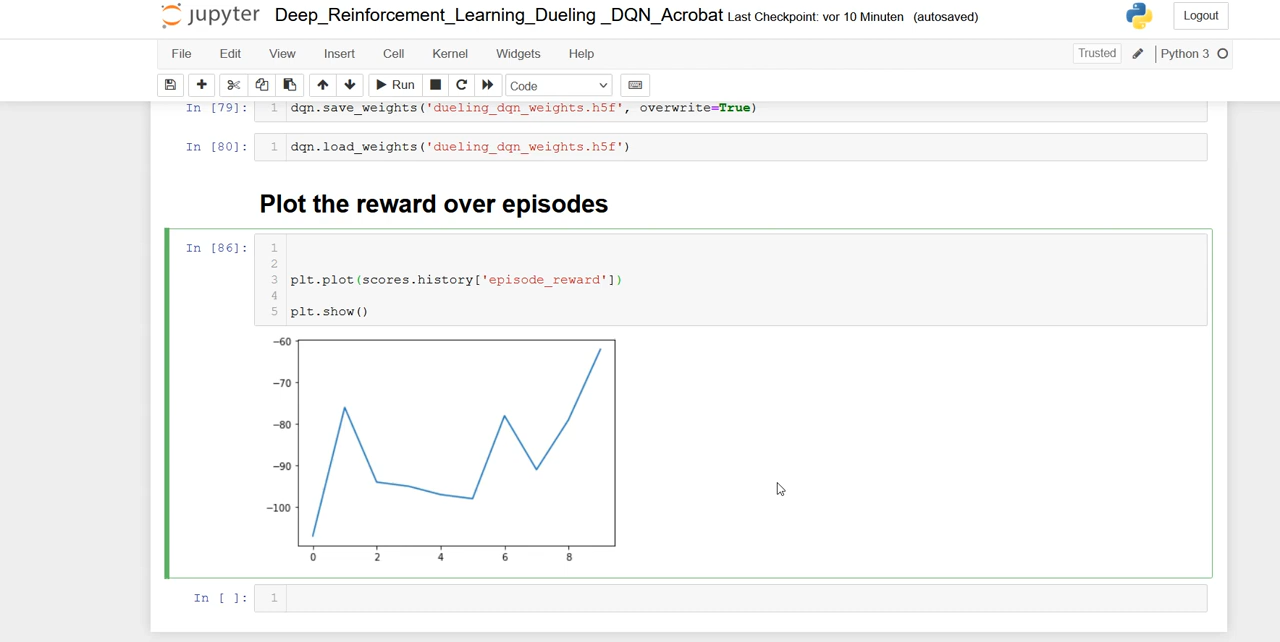 jupyter Deep_Reinforcement_Learning_Dueling _DQN_Acrobat Last Checkpoint: vor 10 Minuten (autosaved) Logout
File Edit View Insert Cell Kernel Widgets Help Trusted Python 3
Run Code
In [79]: 1 dqn.save_weights('dueling_dqn_weights.h5f', overwrite=True)
In [80]: 1 dqn.load_weights('dueling_dqn_weights.h5f')
Plot the reward over episodes
In [86]: 1
2
3 plt.plot(scores.history['episode_reward'])
4
5 plt.show()
−60
−70
−80
−90
−100
0 2 4 6 8
In [ ]: 1